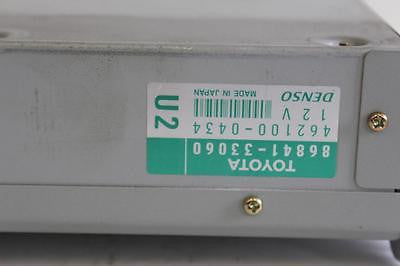 TOYOTA
86841-33060
462100-0434
12V
DENSO
MADE IN JAPAN
U2